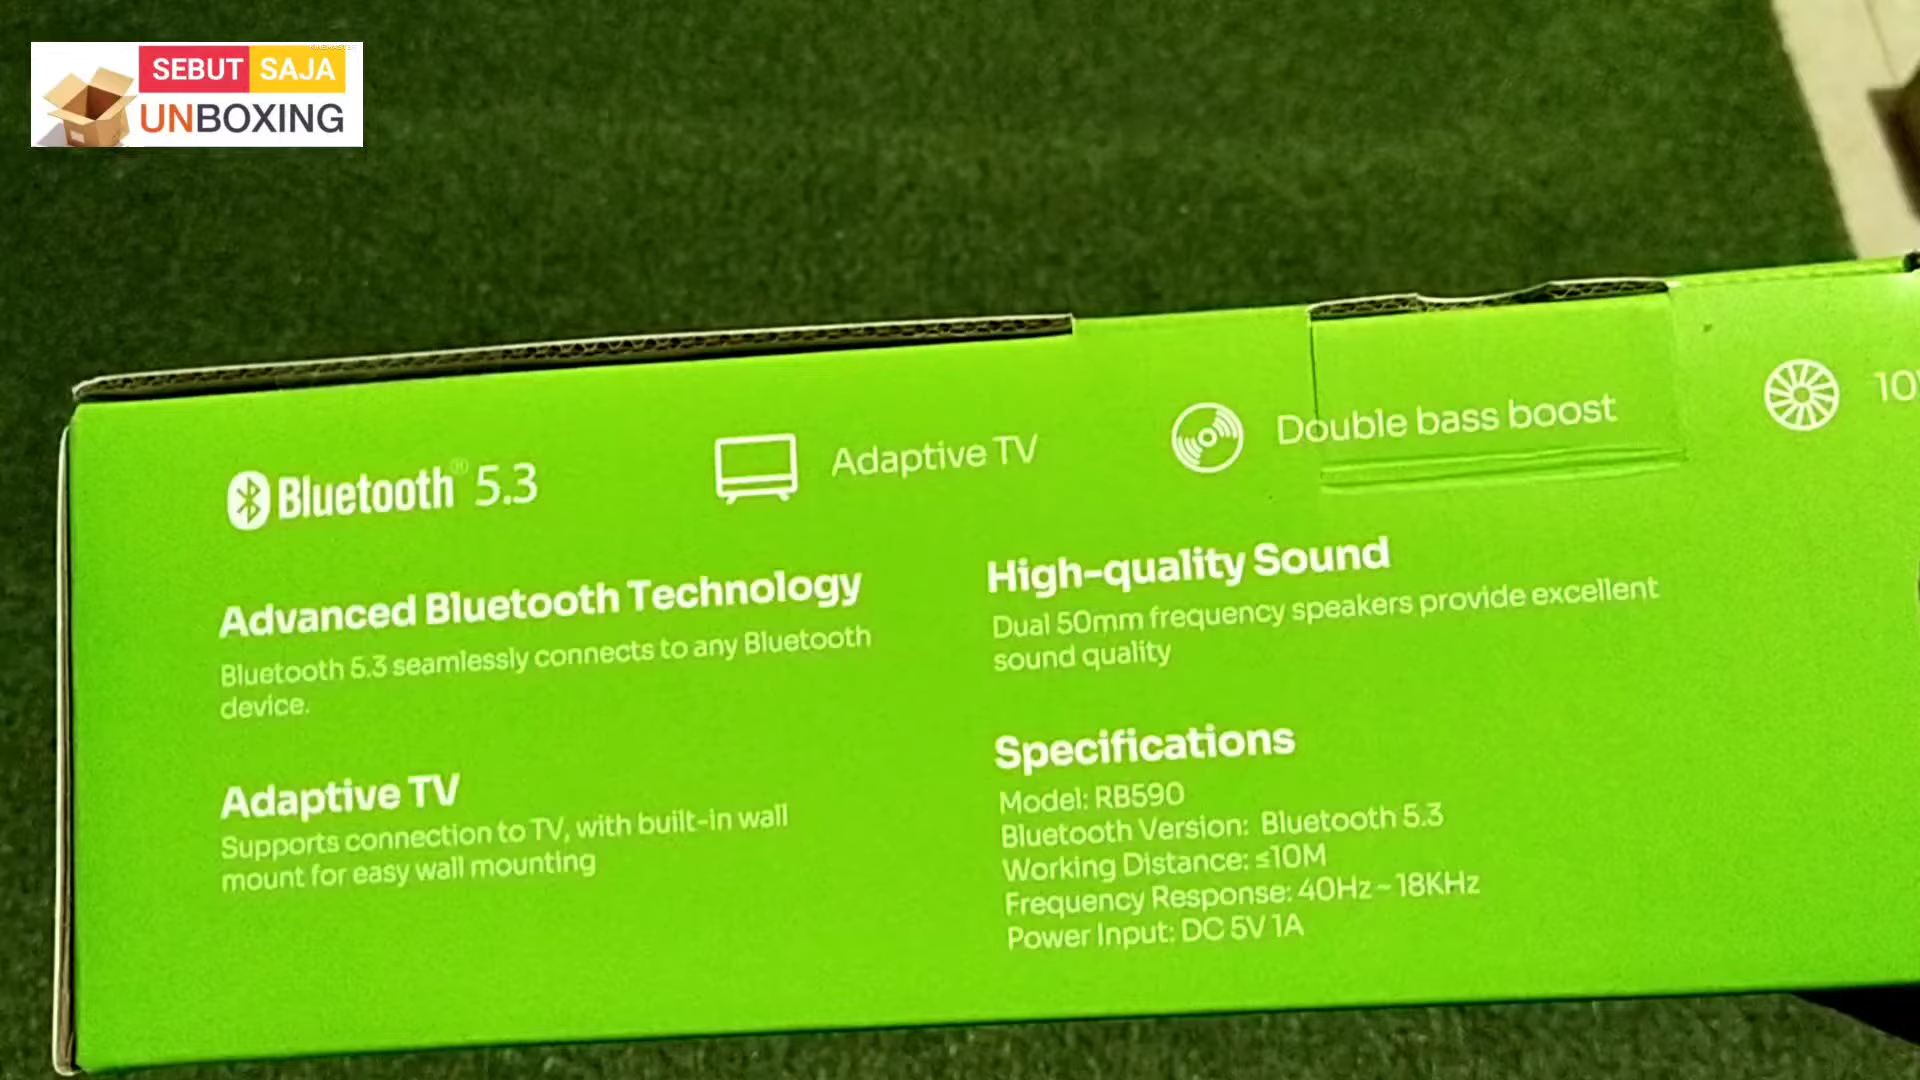 SEBUT SAJA
UNBOXING
Bluetooth® 5.3
Adaptive TV
Double bass boost
Advanced Bluetooth Technology
Bluetooth 5.3 seamlessly connects to any Bluetooth
device.
High-quality Sound
Dual 50mm frequency speakers provide excellent
sound quality
Adaptive TV
Supports connection to TV, with built-in wall
mount for easy wall mounting
Specifications
Model: RB590
Bluetooth Version: Bluetooth 5.3
Working Distance: ≤10M
Frequency Response: 40Hz ~ 18KHz
Power Input: DC 5V 1A